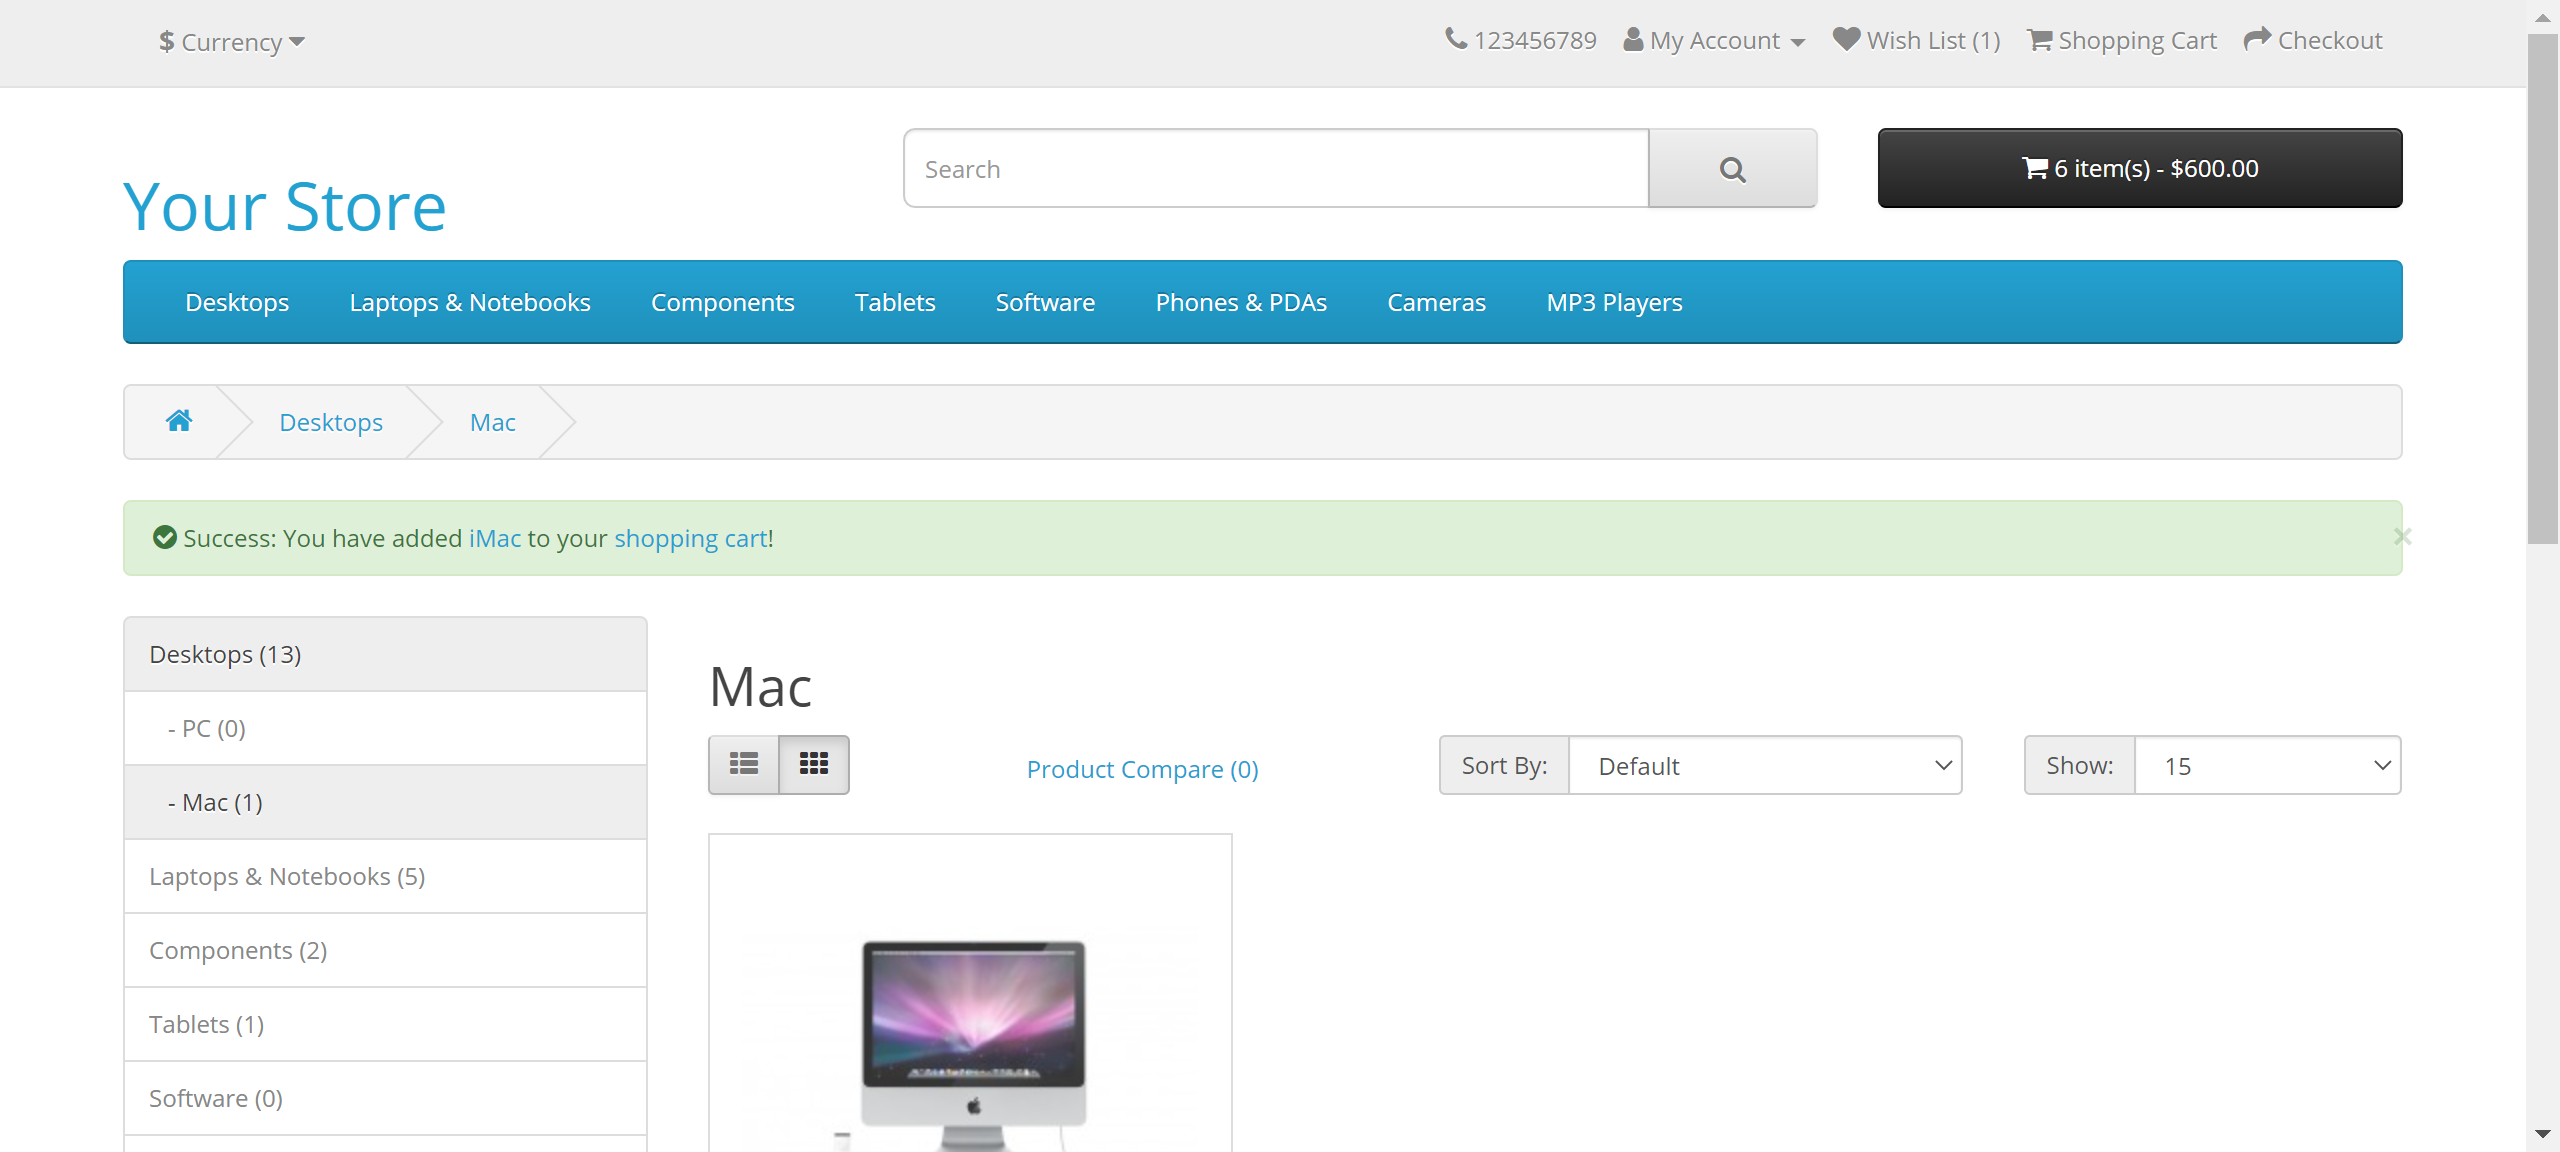 $ Currency
123456789 My Account Wish List (1) Shopping Cart Checkout
Your Store
Search
6 item(s) - $600.00
Desktops Laptops & Notebooks Components Tablets Software Phones & PDAs Cameras MP3 Players
Desktops Mac
Success: You have added iMac to your shopping cart!
×
Desktops (13)
- PC (0)
- Mac (1)
Laptops & Notebooks (5)
Components (2)
Tablets (1)
Software (0)
Mac
Product Compare (0)
Sort By: Default
Show: 15